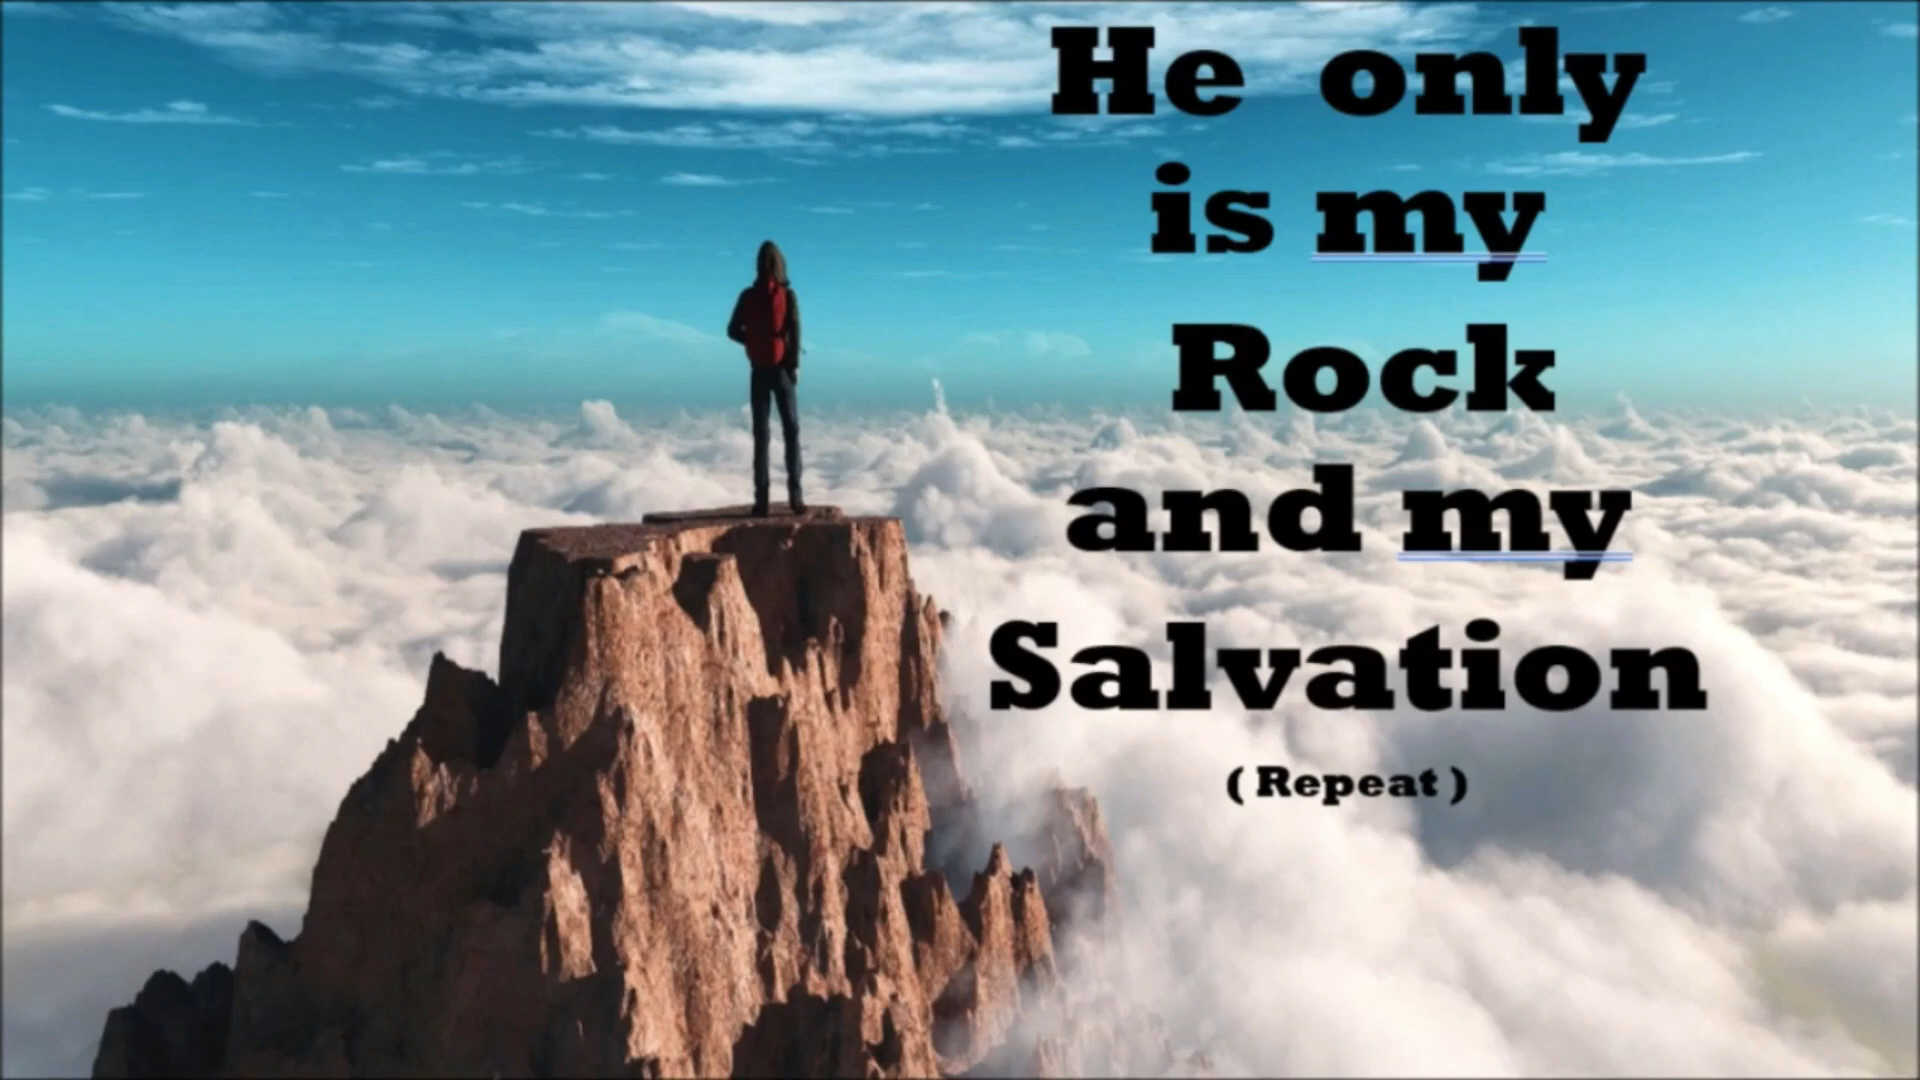 He only
is my
Rock
and my
Salvation
( Repeat )